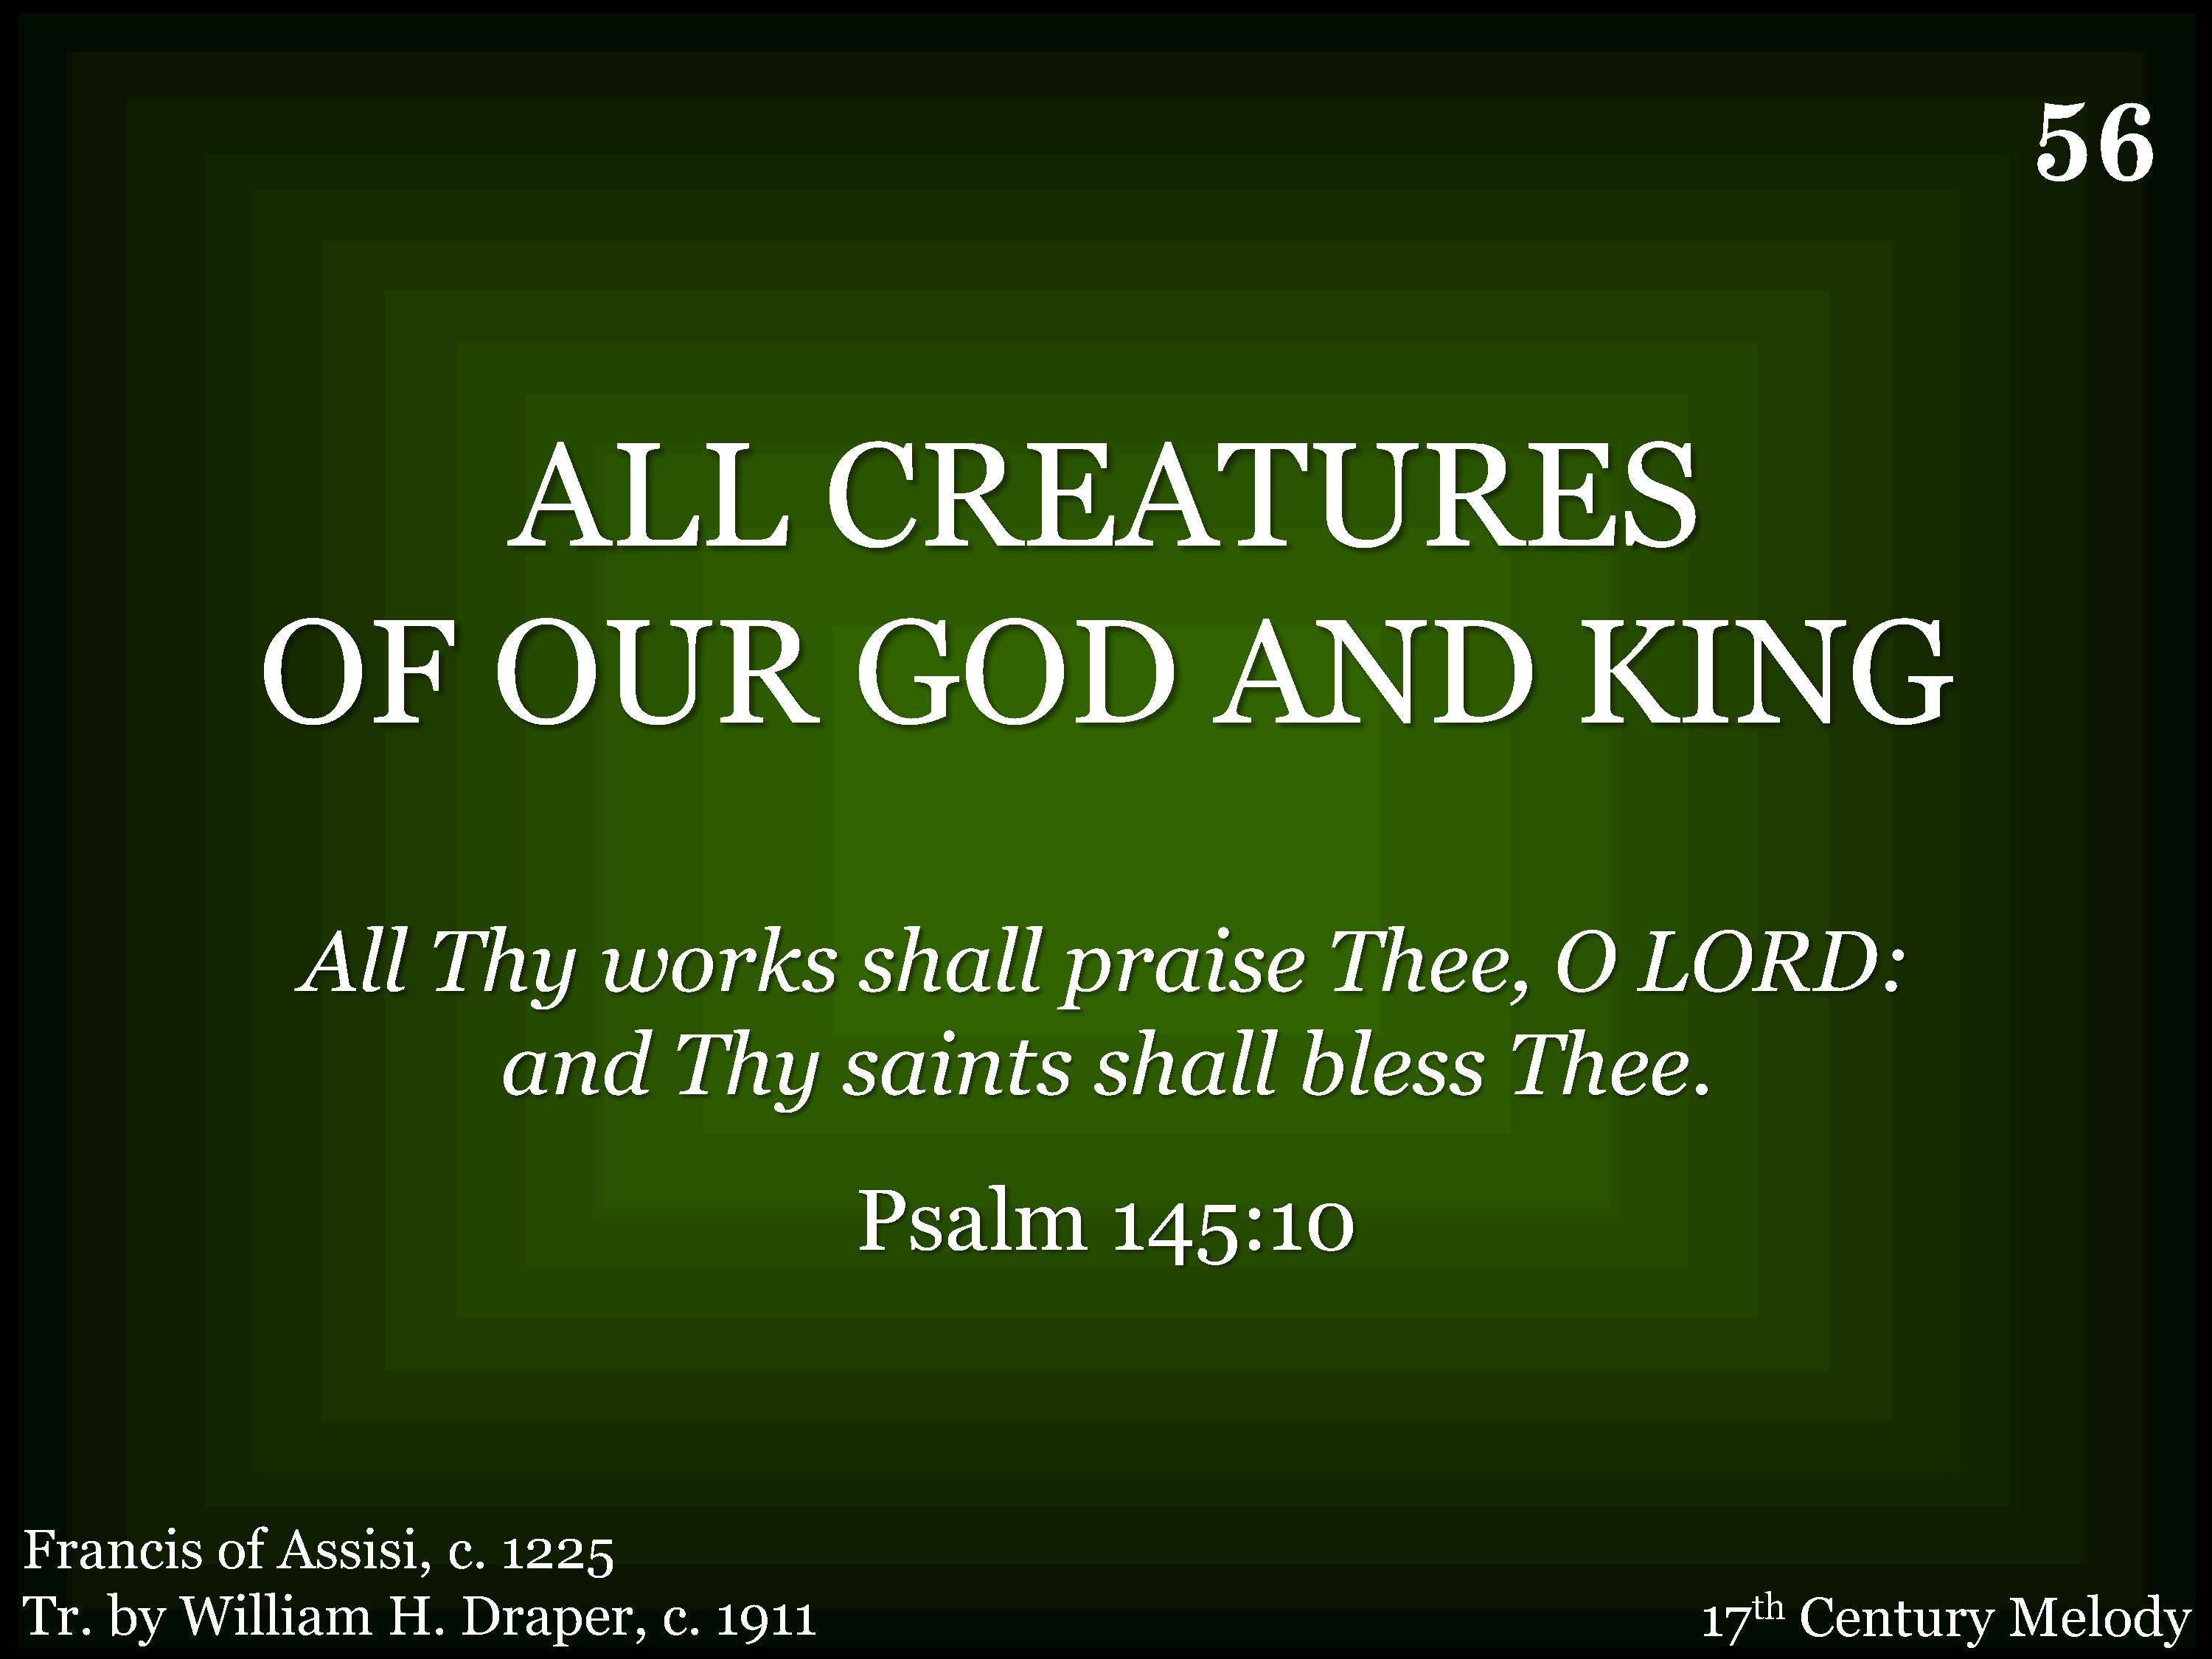 56
ALL CREATURES
OF OUR GOD AND KING
All Thy works shall praise Thee, O LORD:
and Thy saints shall bless Thee.
Psalm 145:10
Francis of Assisi, c. 1225
Tr. by William H. Draper, c. 1911
17th Century Melody